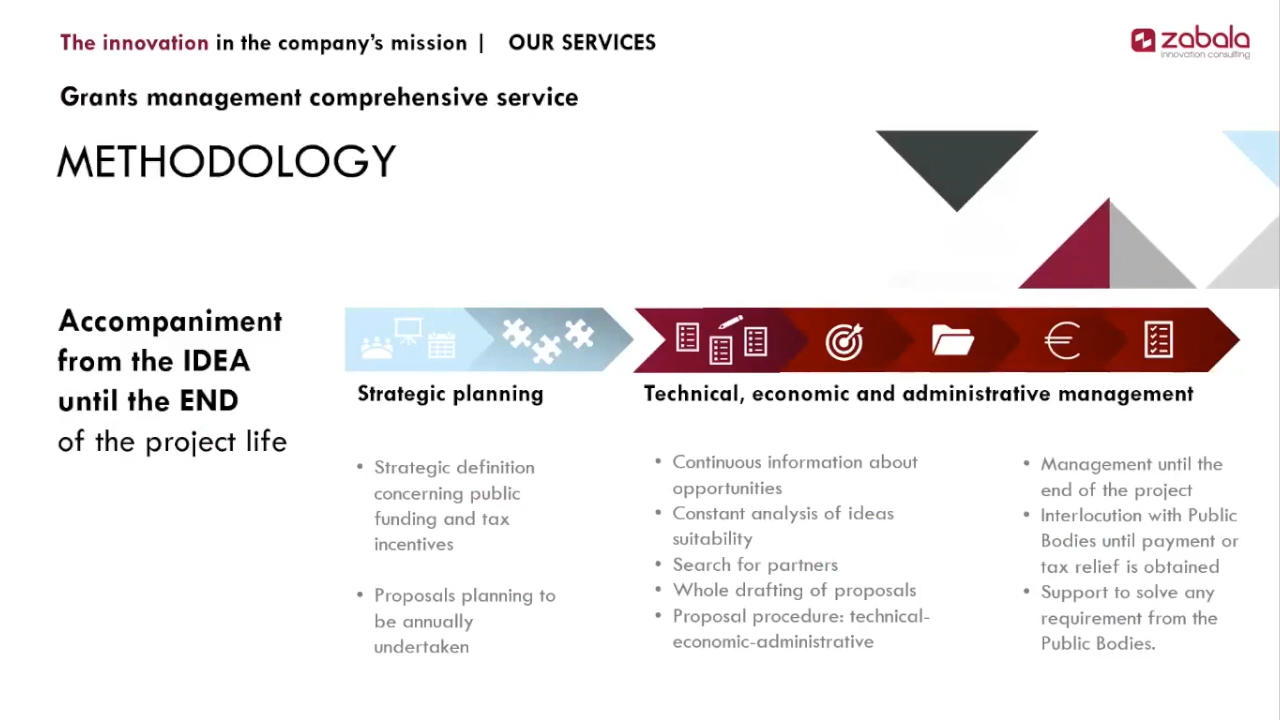 The innovation in the company's mission | OUR SERVICES
zabala
innovation consulting
Grants management comprehensive service
METHODOLOGY
Accompaniment
from the IDEA
until the END
of the project life
Strategic planning
• Strategic definition
concerning public
funding and tax
incentives
• Proposals planning to
be annually
undertaken
Technical, economic and administrative management
• Continuous information about
opportunities
• Constant analysis of ideas
suitability
• Search for partners
• Whole drafting of proposals
• Proposal procedure: technical-
economic-administrative
• Management until the
end of the project
• Interlocution with Public
Bodies until payment or
tax relief is obtained
• Support to solve any
requirement from the
Public Bodies.